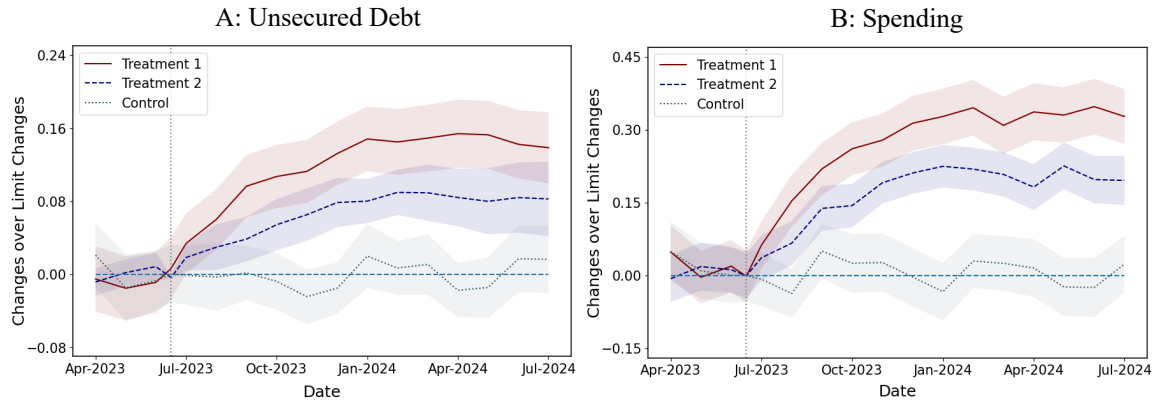 A: Unsecured Debt
Changes over Limit Changes
0.24
0.16
0.08
0.00
−0.08
Treatment 1
Treatment 2
Control
Apr-2023 Jul-2023 Oct-2023 Jan-2024 Apr-2024 Jul-2024
Date
B: Spending
Changes over Limit Changes
0.45
0.30
0.15
0.00
−0.15
Treatment 1
Treatment 2
Control
Apr-2023 Jul-2023 Oct-2023 Jan-2024 Apr-2024 Jul-2024
Date